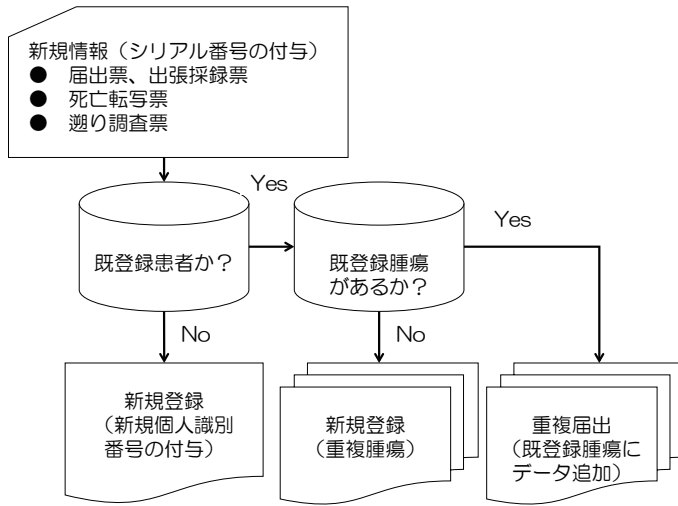 新規情報（シリアル番号の付与）
● 届出票、出張採録票
● 死亡転写票
● 遡り調査票
Yes
Yes
既登録患者か？
既登録腫瘍
があるか？
No
No
新規登録
（新規個人識別
番号の付与）
新規登録
（重複腫瘍）
重複届出
（既登録腫瘍に
データ追加）